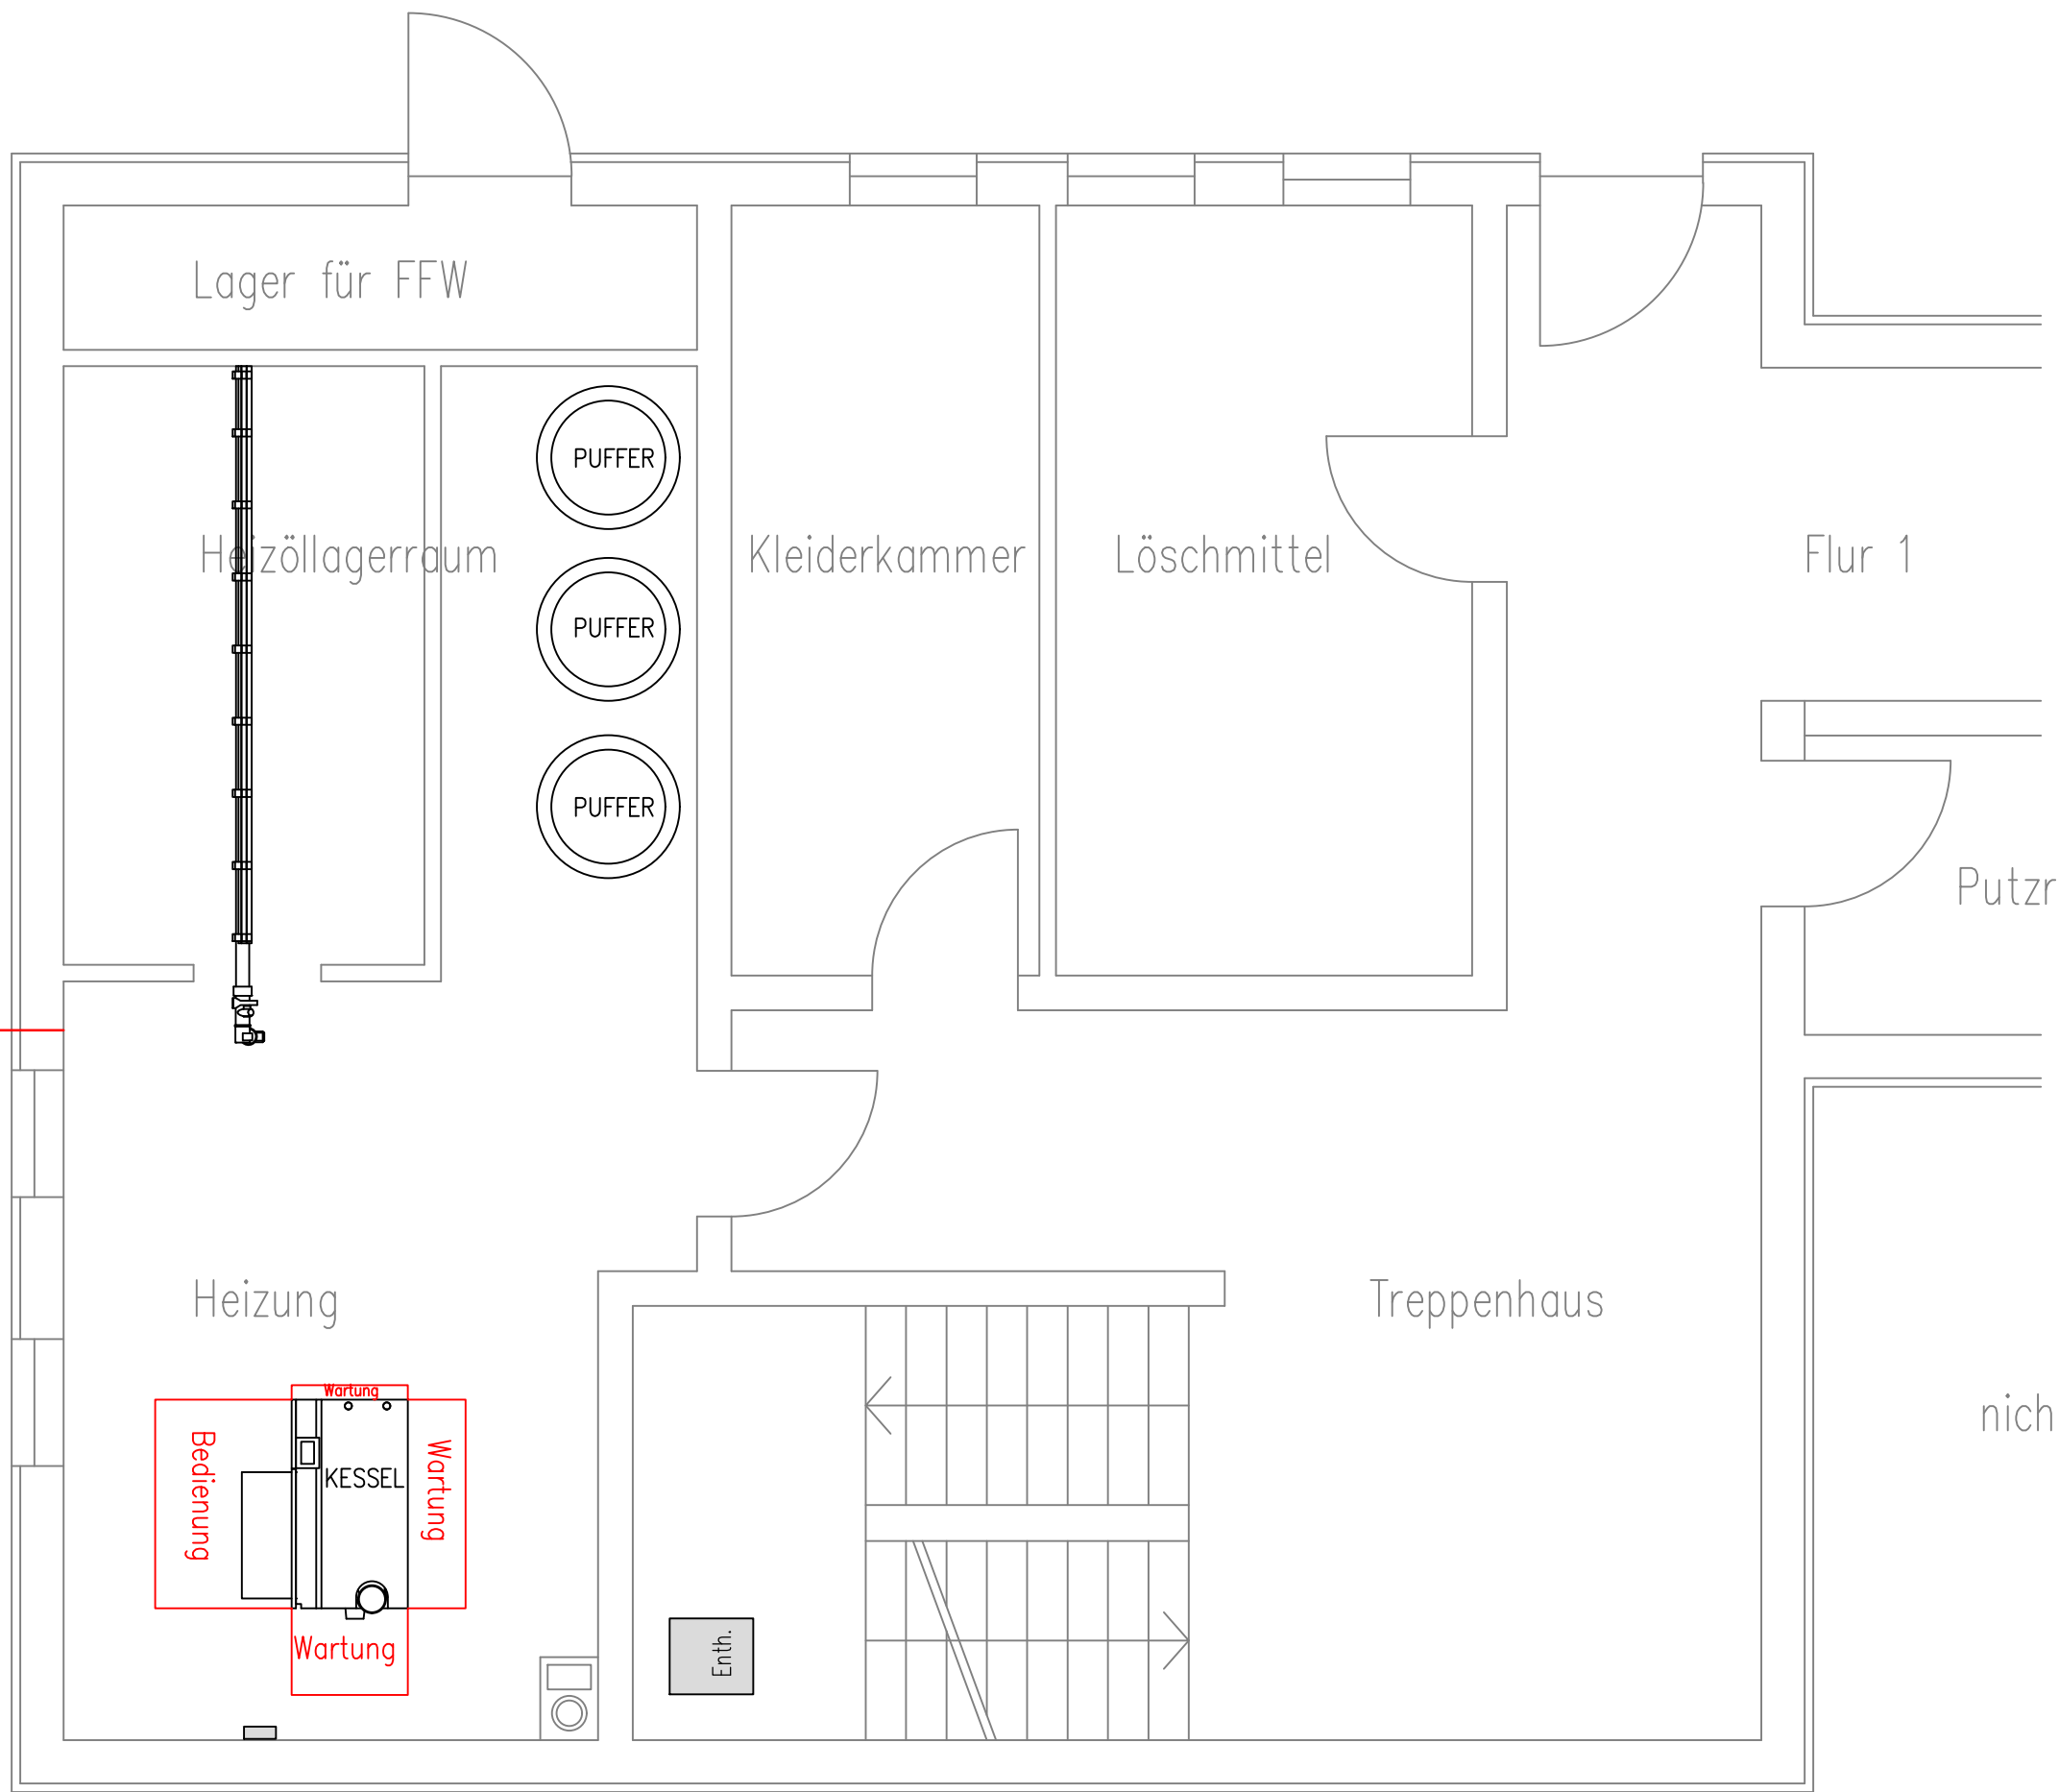 Lager für FFW
PUFFER
Heizöllagerraum
Kleiderkammer
Löschmittel
Flur 1
PUFFER
PUFFER
Putzr
Heizung
Treppenhaus
Wartung
nich
Bedienung
Wartung
KESSEL
Wartung
Enth.